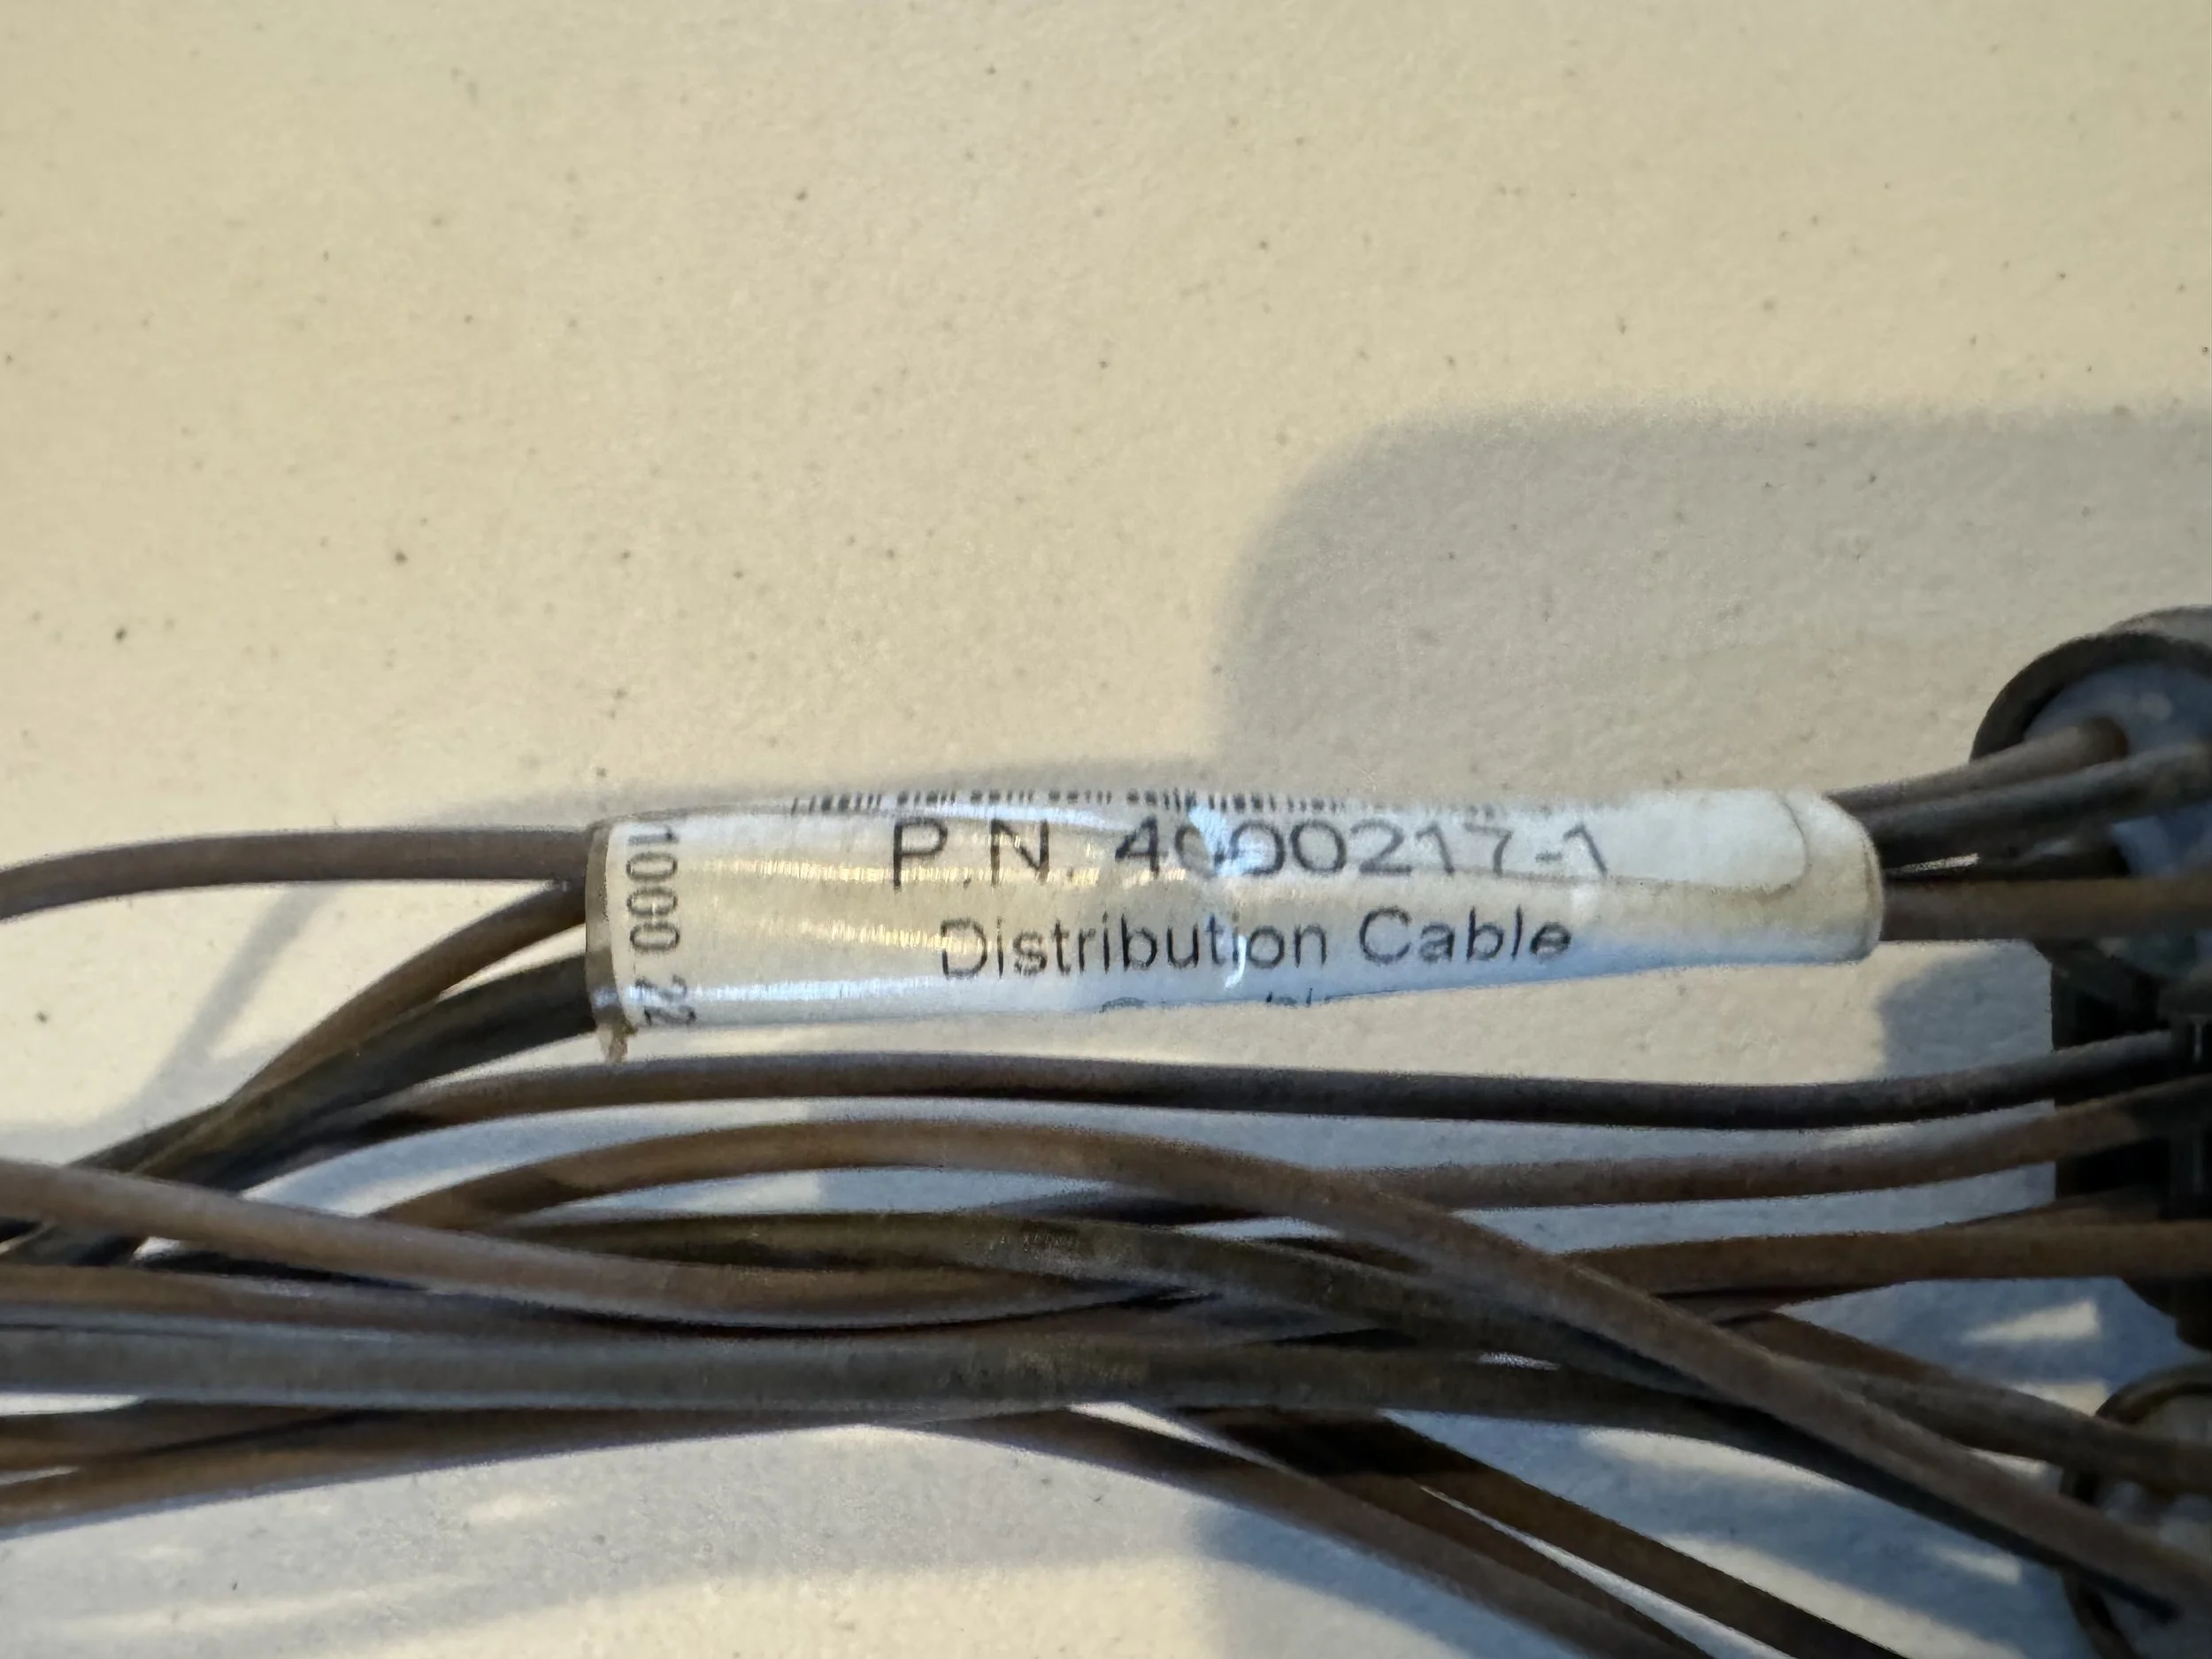 P.N. 4000217-1
Distribution Cable
1000.22